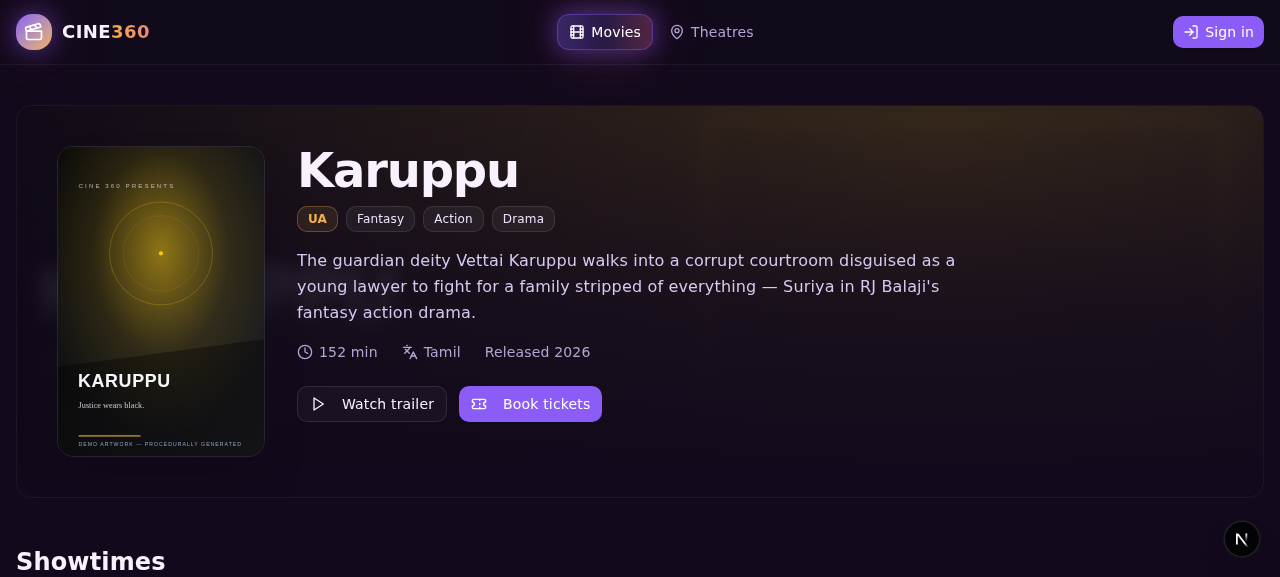 CINE360
Movies
Theatres
Sign in
CINE 360 PRESENTS
KARUPPU
Justice wears black.
DEMO ARTWORK — PROCEDURALLY GENERATED
Karuppu
UA
Fantasy
Action
Drama
The guardian deity Vettai Karuppu walks into a corrupt courtroom disguised as a
young lawyer to fight for a family stripped of everything — Suriya in RJ Balaji's
fantasy action drama.
152 min
Tamil
Released 2026
Watch trailer
Book tickets
Showtimes
N